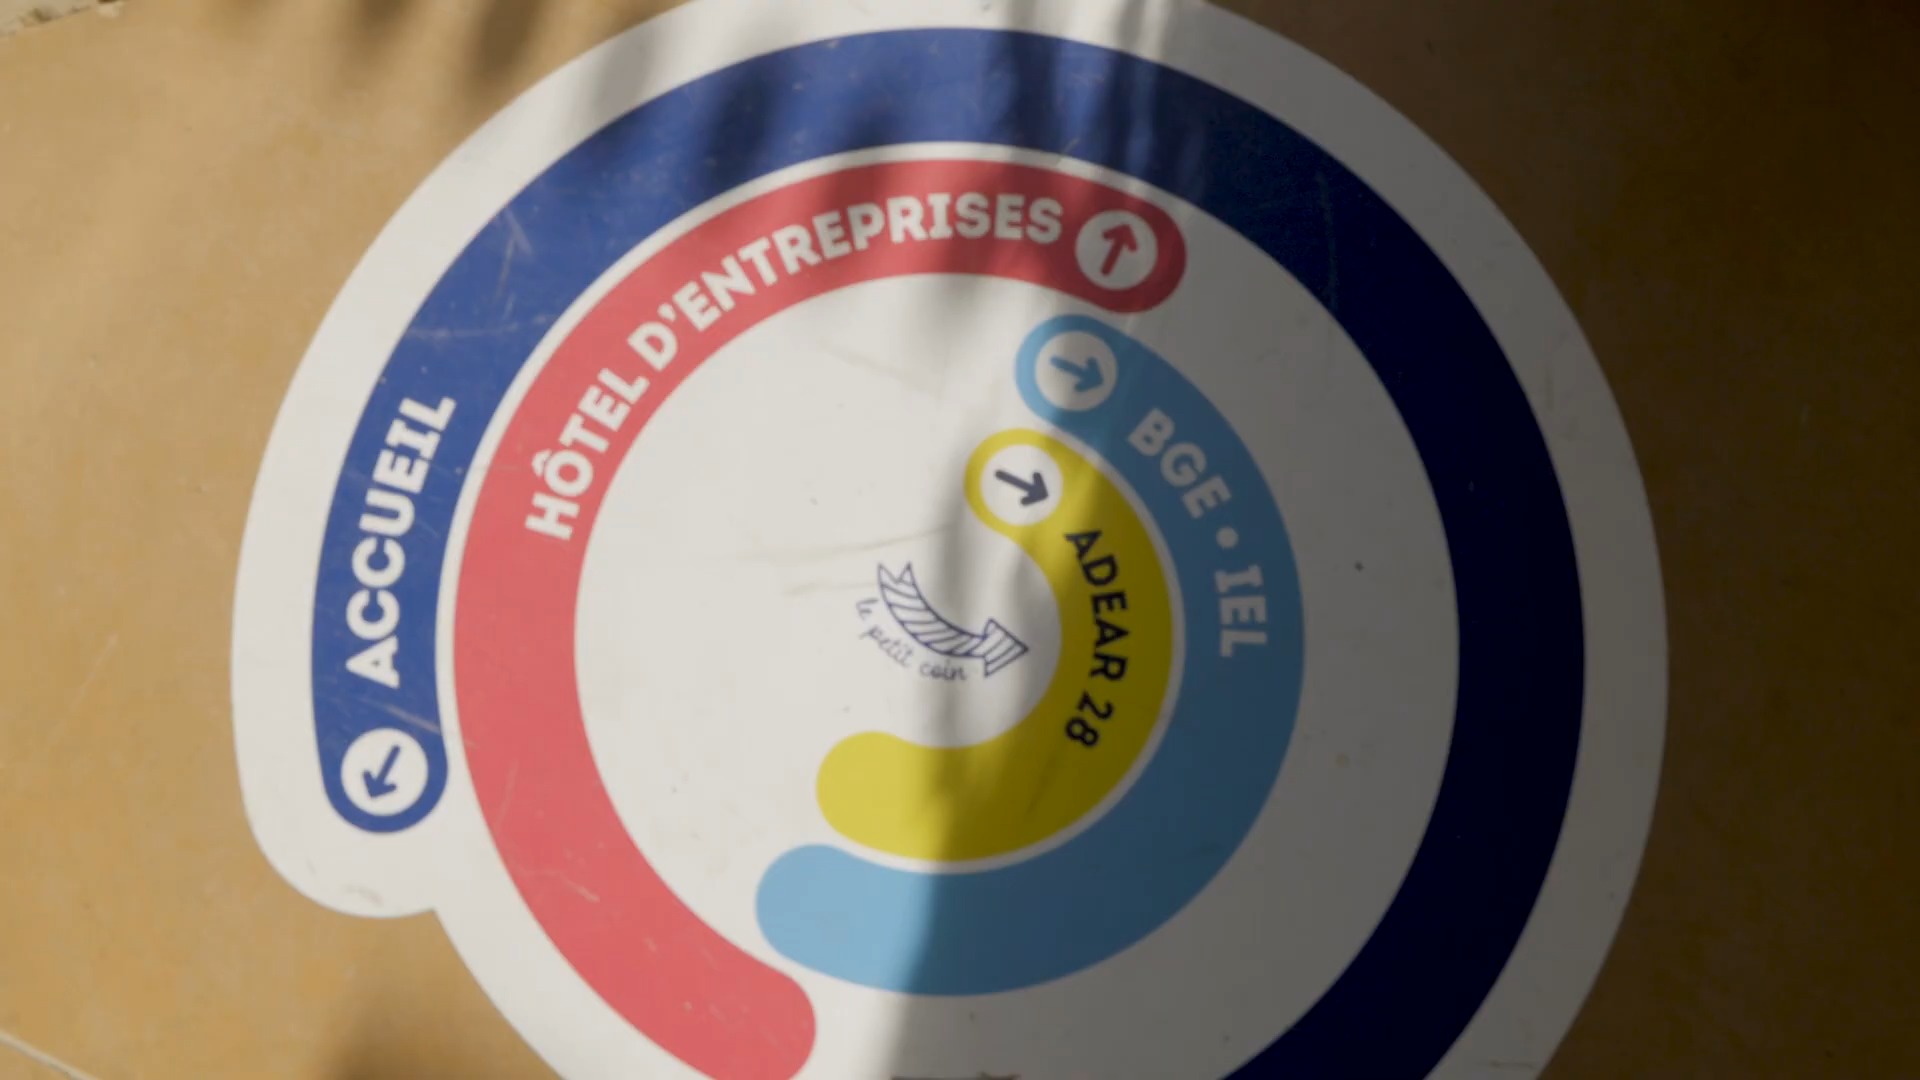 ACCUEIL
HÔTEL D'ENTREPRISES
BGE • IEL
ADEAR 28
le petit coin